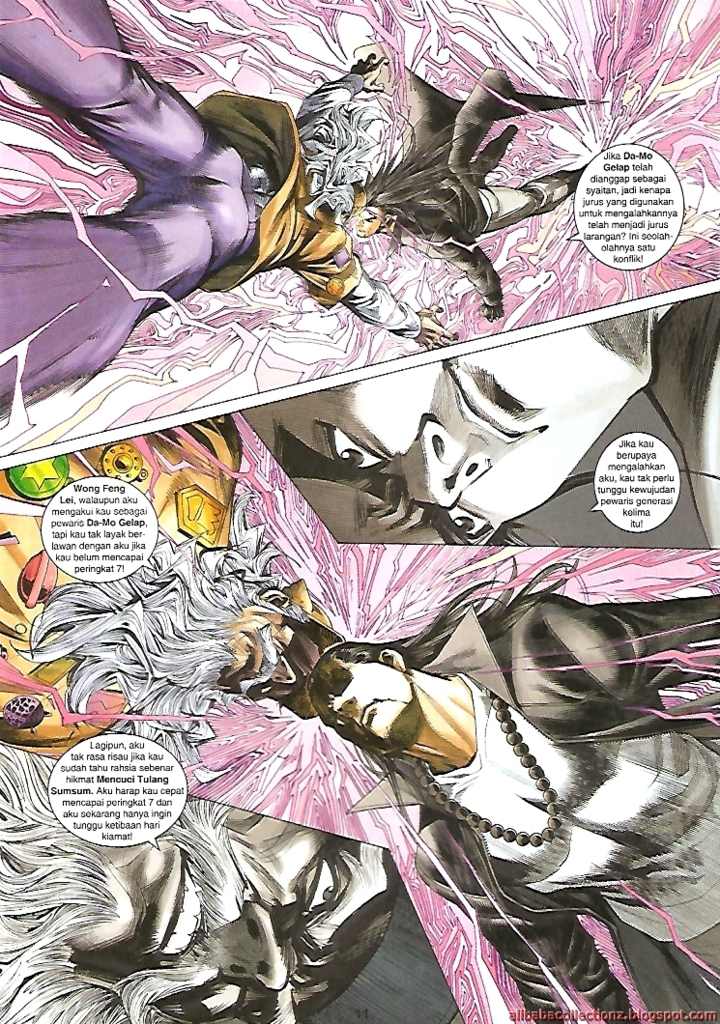 Jika Da-Mo
Gelap telah
dianggap sebagai
syaitan, jadi kenapa
jurus yang digunakan
untuk mengalahkannya
telah menjadi jurus
larangan? Ini seolah-
olahnya satu
konflik!
Jika kau
berupaya
mengalahkan
aku, kau tak perlu
tunggu kewujudan
generasi
kelima
itu!
Wong Feng
Lei, walaupun aku
mengakui kau sebagai
pewaris Da-Mo Gelap,
tapi kau tak layak ber-
lawan dengan aku jika
kau belum mencapai
peringkat 7!
Lagipun, aku
tak rasa risau jika kau
sudah tahu rahsia sebenar
hikmat Mencuci Tulang
Sumsum. Aku harap kau cepat
mencapai peringkat 7 dan
aku sekarang hanya ingin
tunggu ketibaan hari
kiamat!
11
alibabacollectionz.blogspot.com